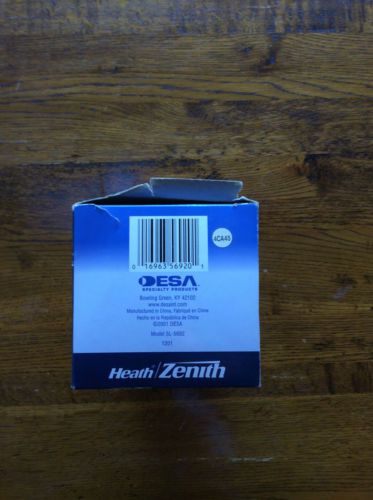 4CA45
0 16963 56920 1
DESA
SPECIALTY PRODUCTS
Bowling Green, KY 42102
www.desaint.com
Manufactured in China, Fabriqué en Chine
Hecho en la República de China
©2001 DESA
Model SL-5692
1201
Heath/Zenith